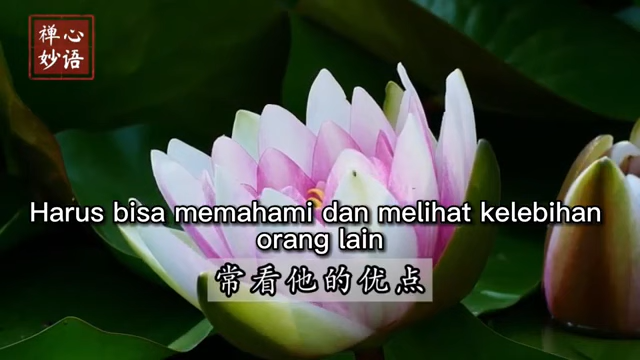 禅心
妙语
Harus bisa memahami dan melihat kelebihan
orang lain
常看他的优点